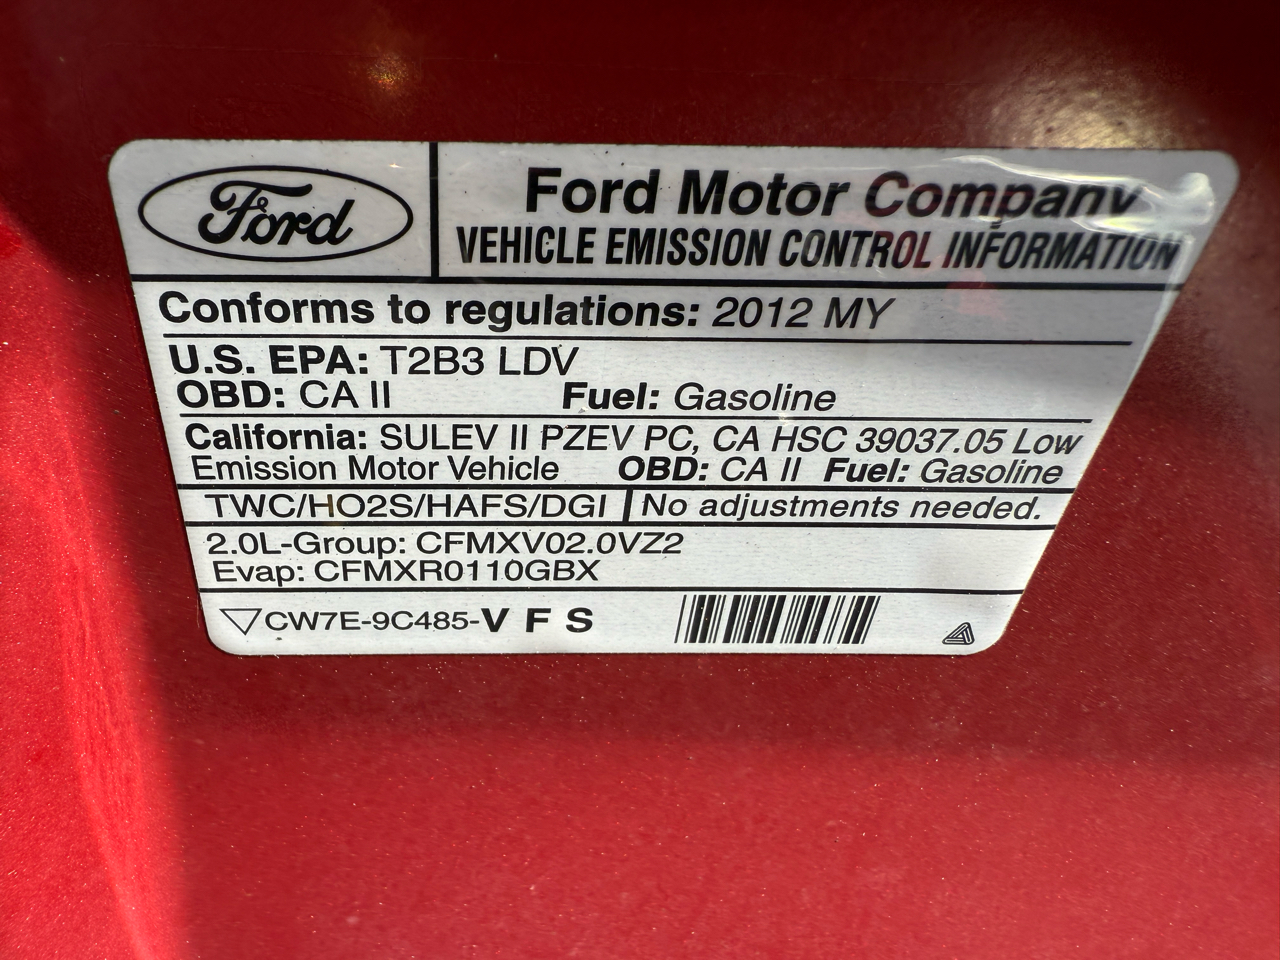 Ford
Ford Motor Company
VEHICLE EMISSION CONTROL INFORMATION
Conforms to regulations: 2012 MY
U.S. EPA: T2B3 LDV
OBD: CA II Fuel: Gasoline
California: SULEV II PZEV PC, CA HSC 39037.05 Low
Emission Motor Vehicle OBD: CA II Fuel: Gasoline
TWC/HO2S/HAFS/DGI No adjustments needed.
2.0L-Group: CFMXV02.0VZ2
Evap: CFMXR0110GBX
CW7E-9C485-V F S